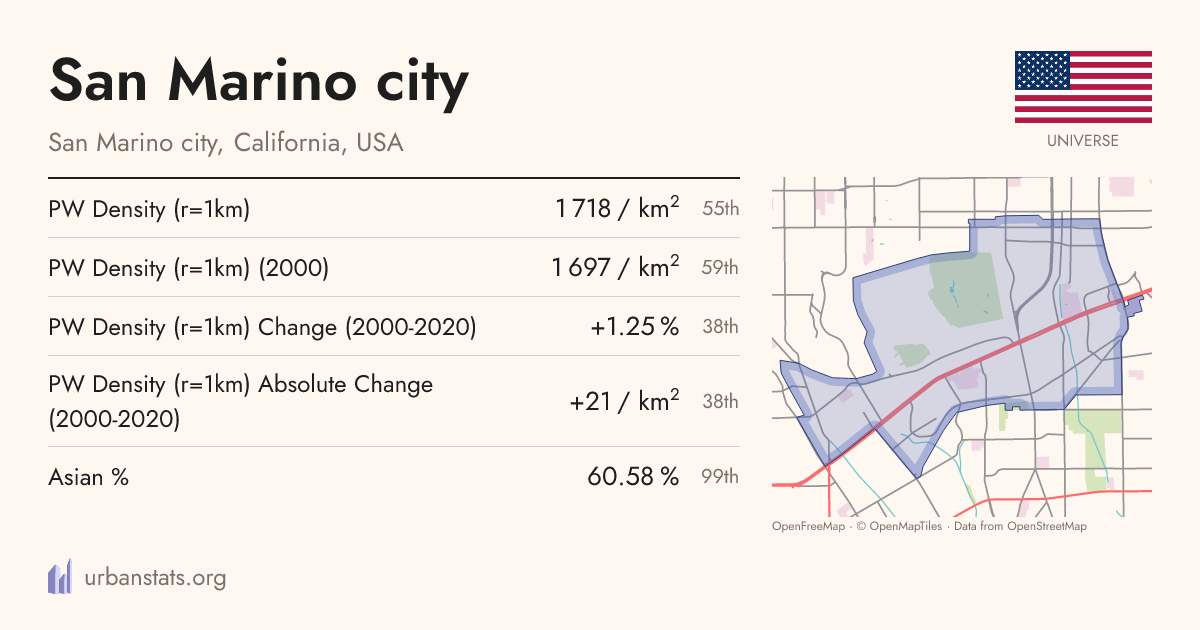 San Marino city
San Marino city, California, USA
UNIVERSE
PW Density (r=1km) 1 718 / km² 55th
PW Density (r=1km) (2000) 1 697 / km² 59th
PW Density (r=1km) Change (2000-2020) +1.25 % 38th
PW Density (r=1km) Absolute Change
(2000-2020) +21 / km² 38th
Asian % 60.58 % 99th
OpenFreeMap · © OpenMapTiles · Data from OpenStreetMap
urbanstats.org